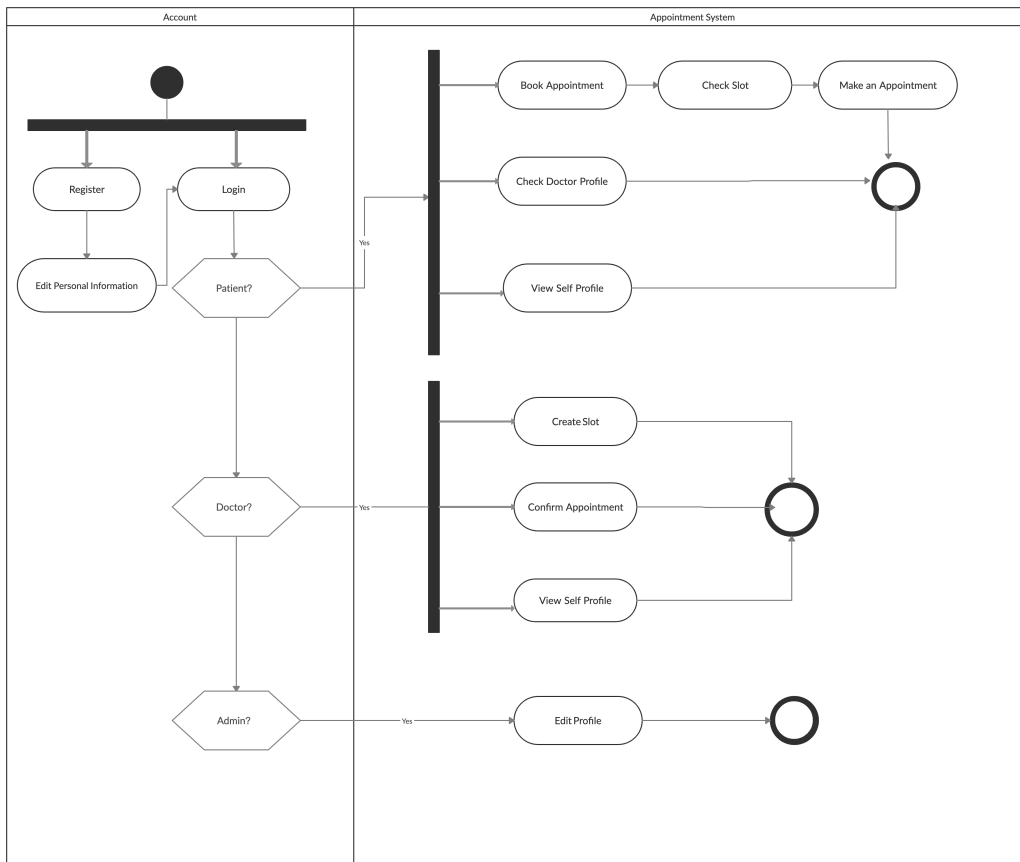 Account
Appointment System
Book Appointment
Check Slot
Make an Appointment
Register
Login
Check Doctor Profile
Yes
Edit Personal Information
Patient?
View Self Profile
Create Slot
Doctor?
Yes
Confirm Appointment
View Self Profile
Admin?
Yes
Edit Profile